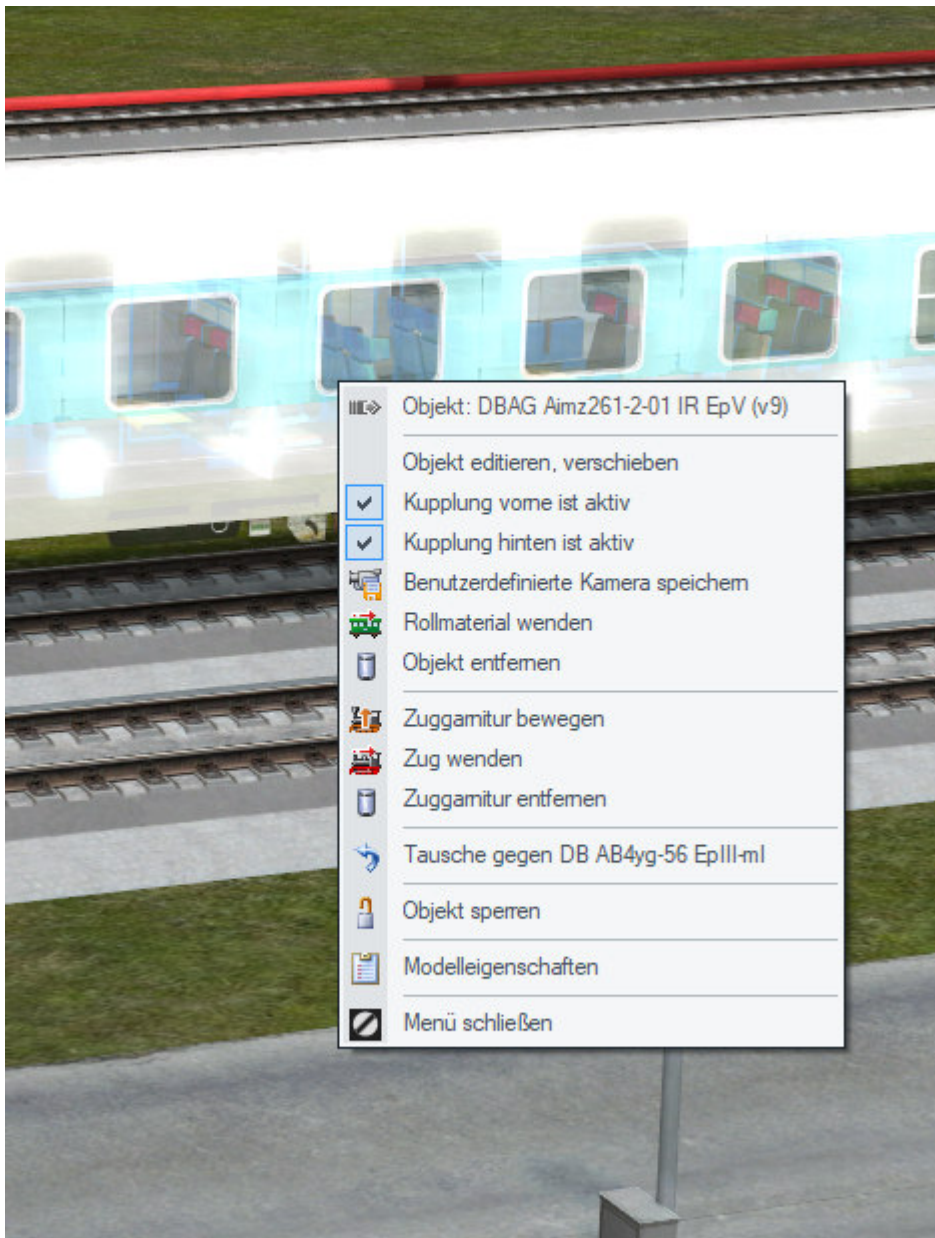 Objekt: DBAG Aimz261-2-01 IR EpV (v9)
Objekt editieren, verschieben
Kupplung vorne ist aktiv
Kupplung hinten ist aktiv
Benutzerdefinierte Kamera speichern
Rollmaterial wenden
Objekt entfernen
Zuggarnitur bewegen
Zug wenden
Zuggarnitur entfernen
Tausche gegen DB AB4yg-56 EpIII-ml
Objekt sperren
Modelleigenschaften
Menü schließen